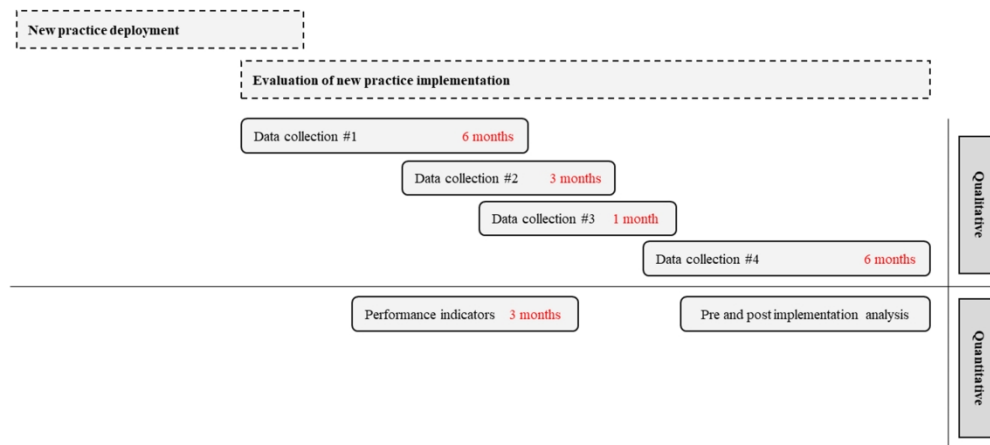 New practice deployment
Evaluation of new practice implementation
Data collection #1 6 months
Data collection #2 3 months
Data collection #3 1 month
Data collection #4 6 months
Qualitative
Performance indicators 3 months
Pre and post implementation analysis
Quantitative